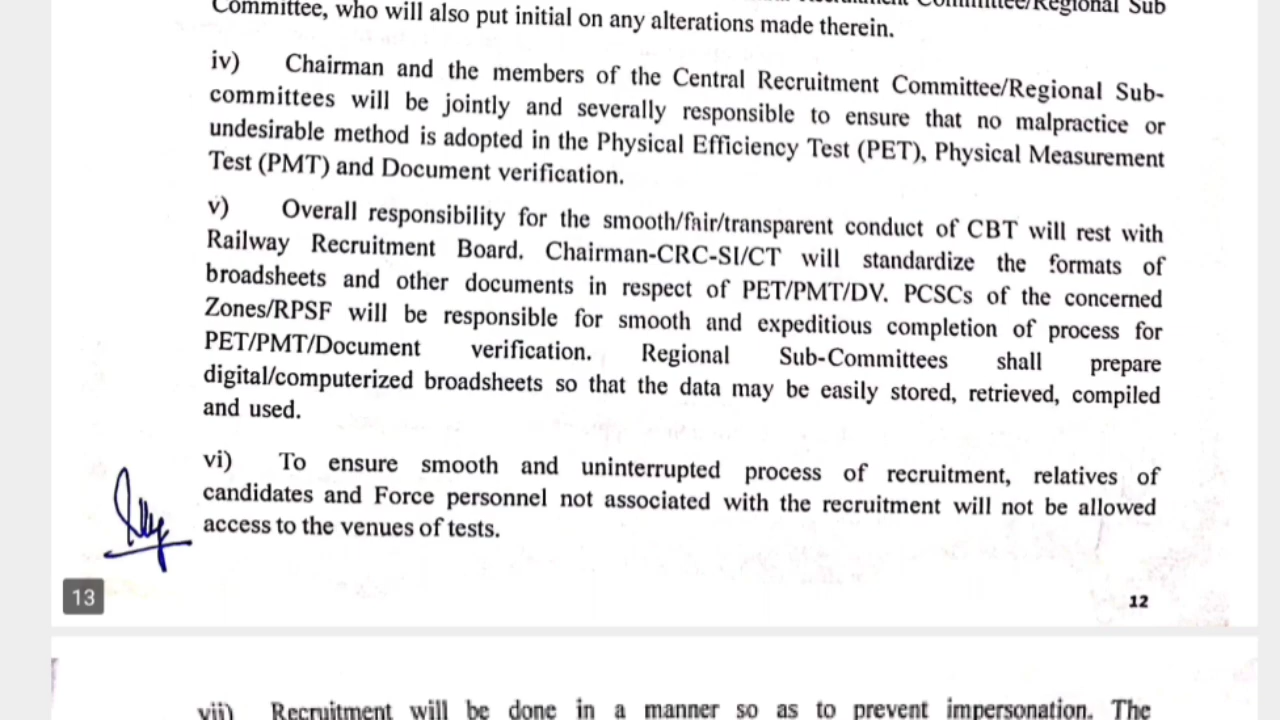 Committee/Regional Sub
Committee, who will also put initial on any alterations made therein.
iv) Chairman and the members of the Central Recruitment Committee/Regional Sub-
committees will be jointly and severally responsible to ensure that no malpractice or
undesirable method is adopted in the Physical Efficiency Test (PET), Physical Measurement
Test (PMT) and Document verification.
v) Overall responsibility for the smooth/fair/transparent conduct of CBT will rest with
Railway Recruitment Board. Chairman-CRC-SI/CT will standardize the formats of
broadsheets and other documents in respect of PET/PMT/DV. PCSCs of the concerned
Zones/RPSF will be responsible for smooth and expeditious completion of process for
PET/PMT/Document verification. Regional Sub-Committees shall prepare
digital/computerized broadsheets so that the data may be easily stored, retrieved, compiled
and used.
vi) To ensure smooth and uninterrupted process of recruitment, relatives of
candidates and Force personnel not associated with the recruitment will not be allowed
access to the venues of tests.
13
12
vii) Recruitment will be done in a manner so as to prevent impersonation. The